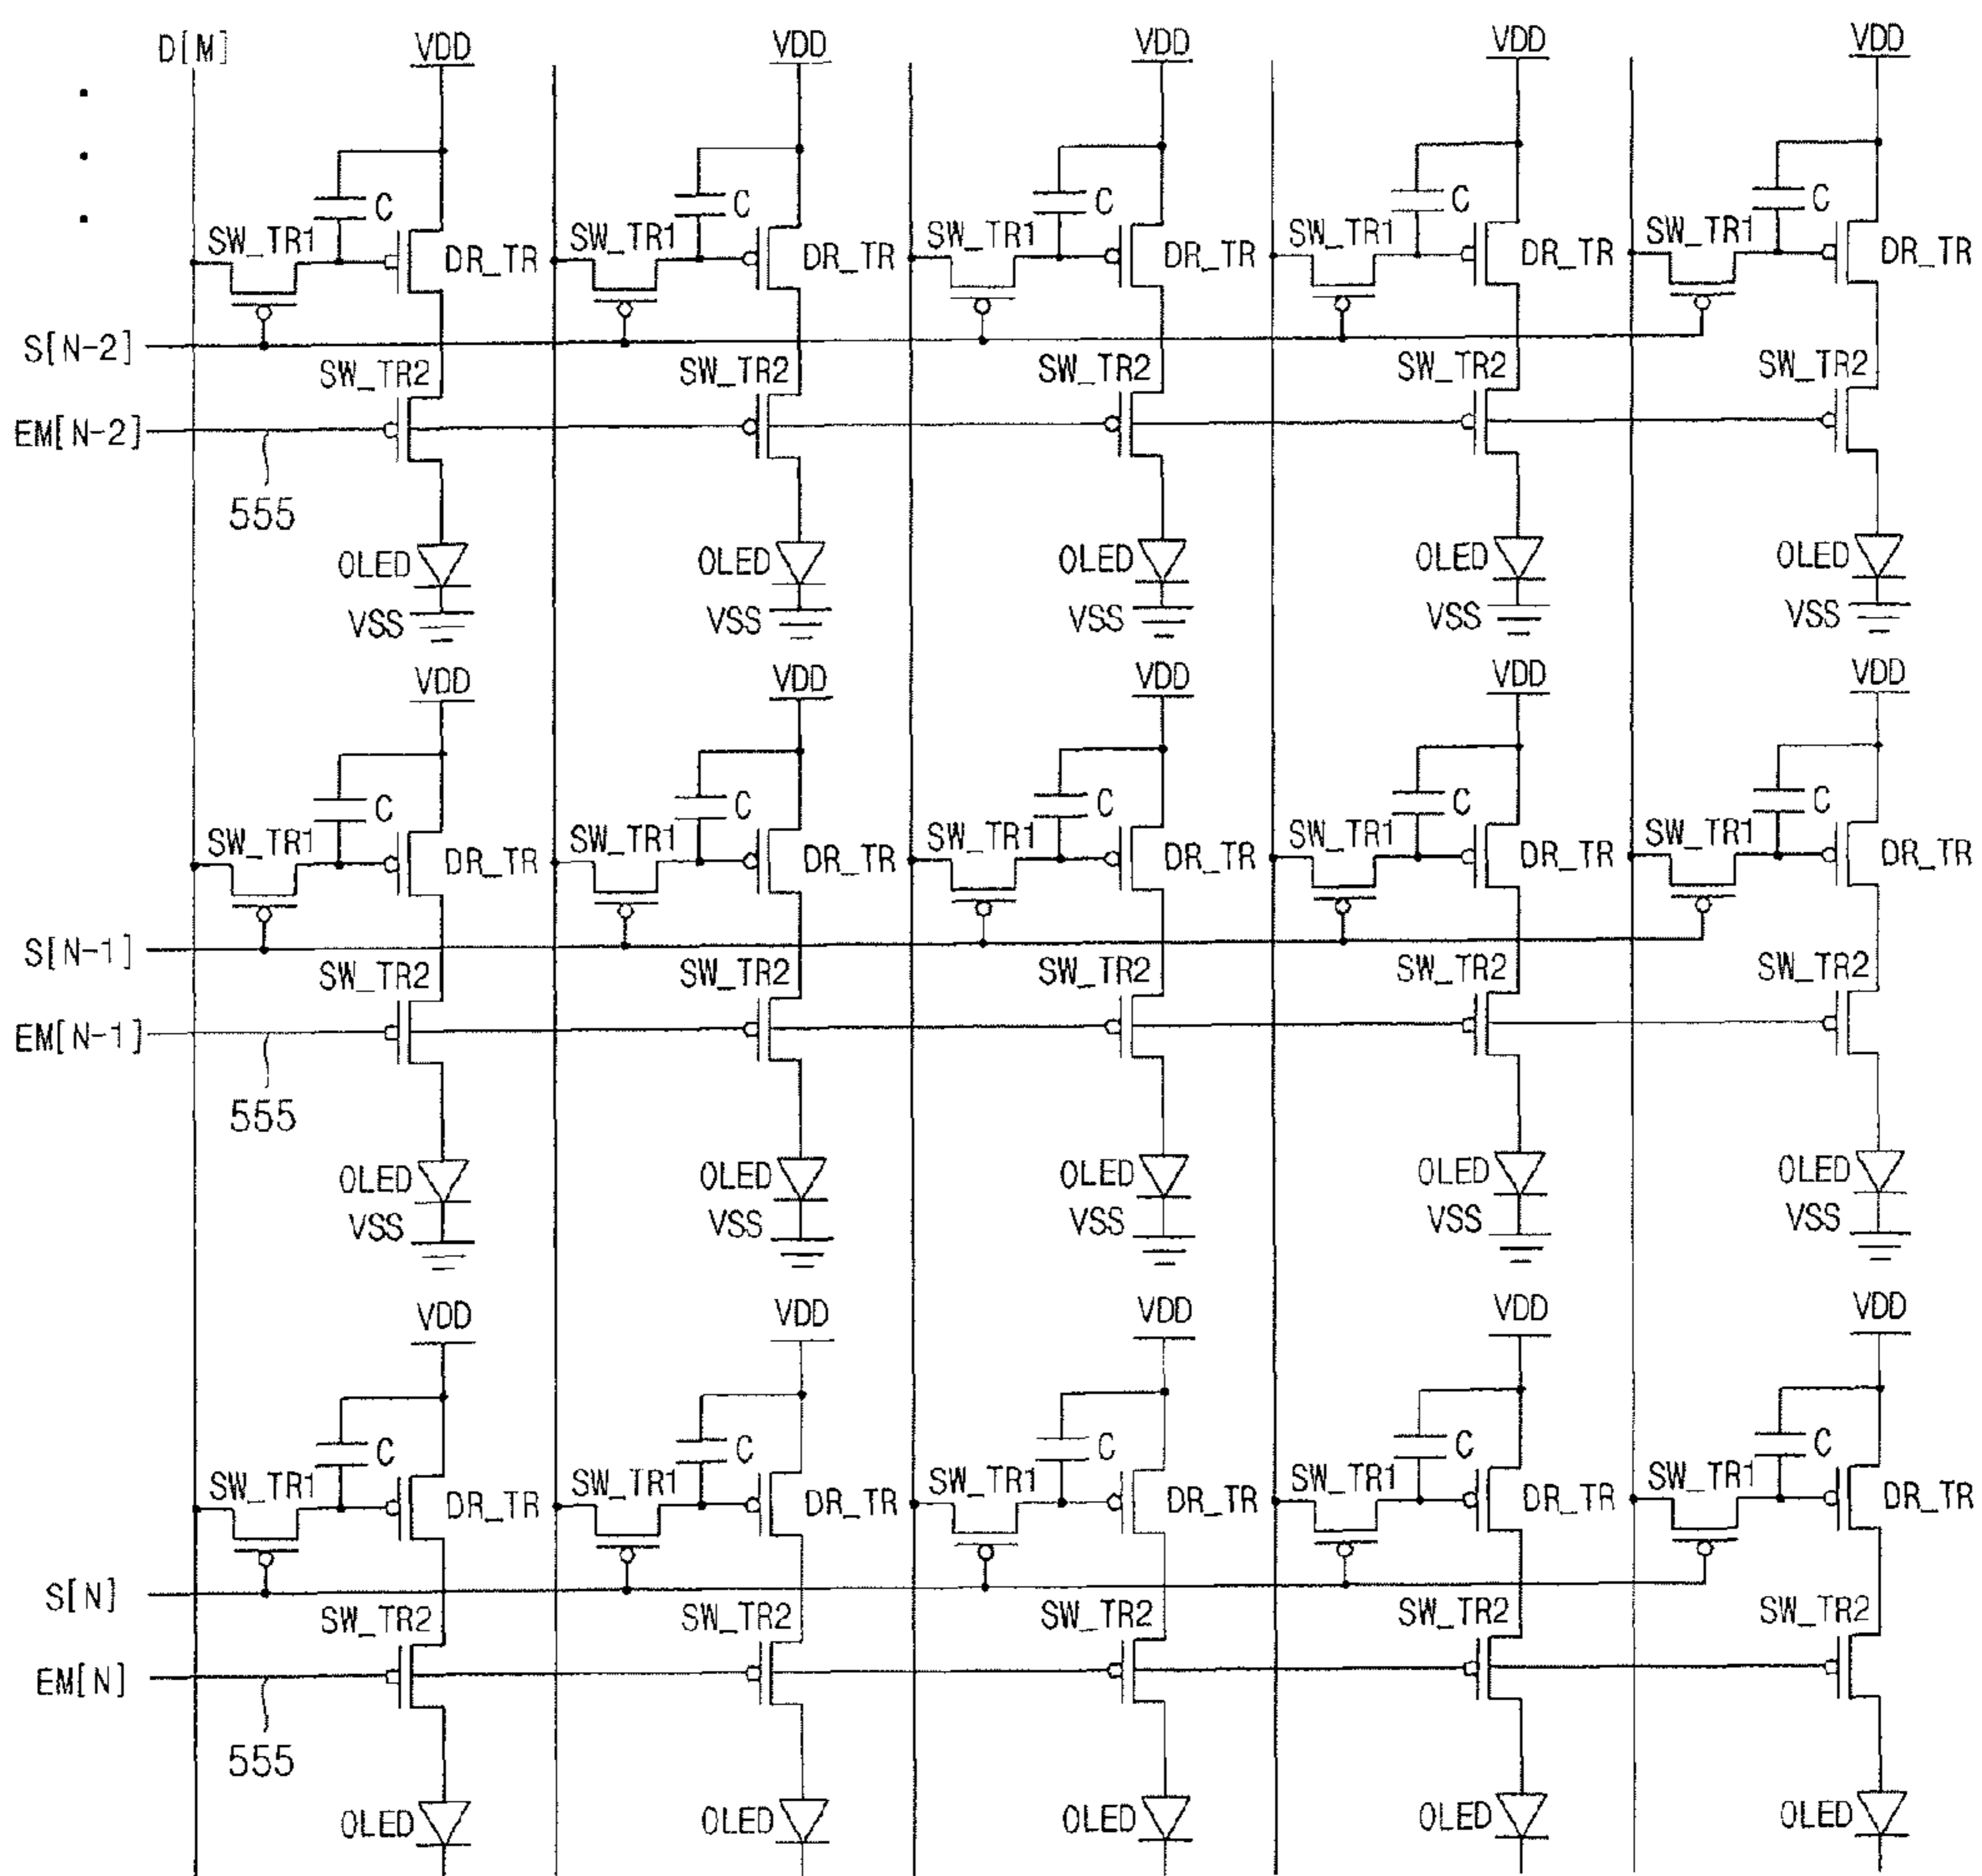 D[M] VDD VDD VDD VDD VDD
C C C C C
SW_TR1 SW_TR1 SW_TR1 SW_TR1 SW_TR1
DR_TR DR_TR DR_TR DR_TR DR_TR
S[N-2]
SW_TR2 SW_TR2 SW_TR2 SW_TR2 SW_TR2
EM[N-2]
555
OLED OLED OLED OLED OLED
VSS VSS VSS VSS VSS
VDD VDD VDD VDD VDD
C C C C C
SW_TR1 SW_TR1 SW_TR1 SW_TR1 SW_TR1
DR_TR DR_TR DR_TR DR_TR DR_TR
S[N-1]
SW_TR2 SW_TR2 SW_TR2 SW_TR2 SW_TR2
EM[N-1]
555
OLED OLED OLED OLED OLED
VSS VSS VSS VSS VSS
VDD VDD VDD VDD VDD
C C C C C
SW_TR1 SW_TR1 SW_TR1 SW_TR1 SW_TR1
DR_TR DR_TR DR_TR DR_TR DR_TR
S[N]
SW_TR2 SW_TR2 SW_TR2 SW_TR2 SW_TR2
EM[N]
555
OLED OLED OLED OLED OLED